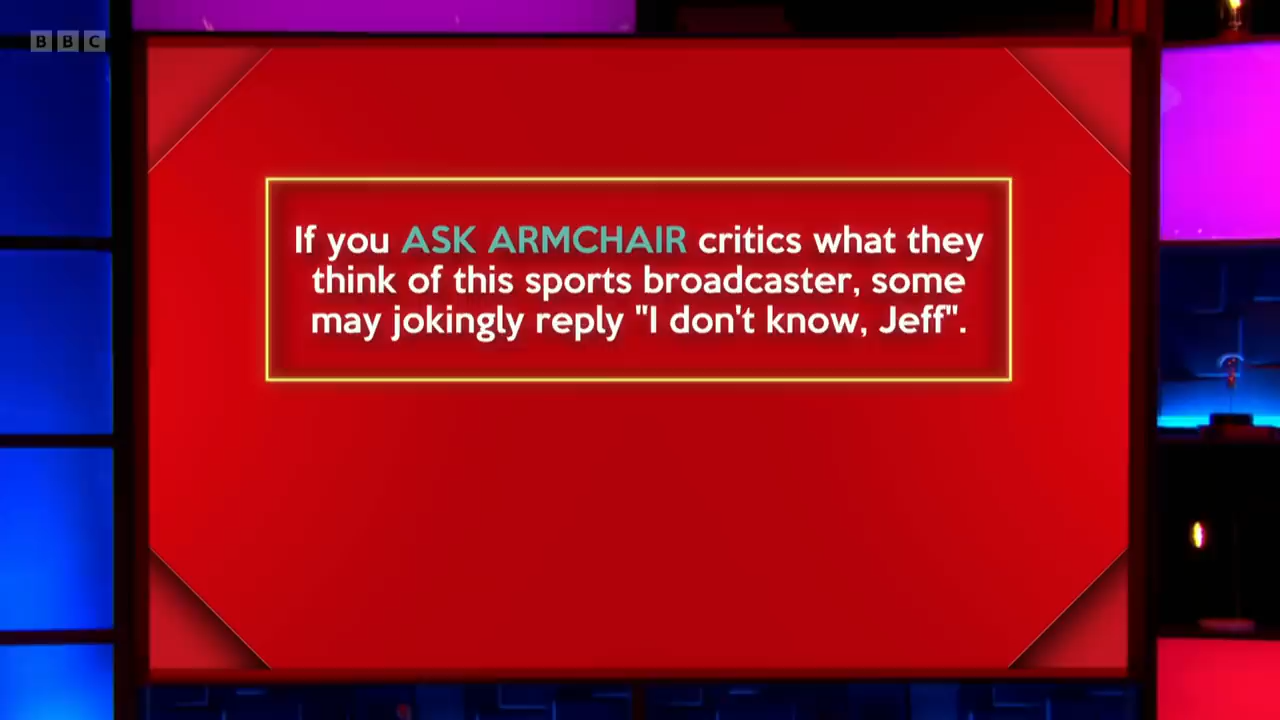 BBC
If you ASK ARMCHAIR critics what they
think of this sports broadcaster, some
may jokingly reply "I don't know, Jeff".